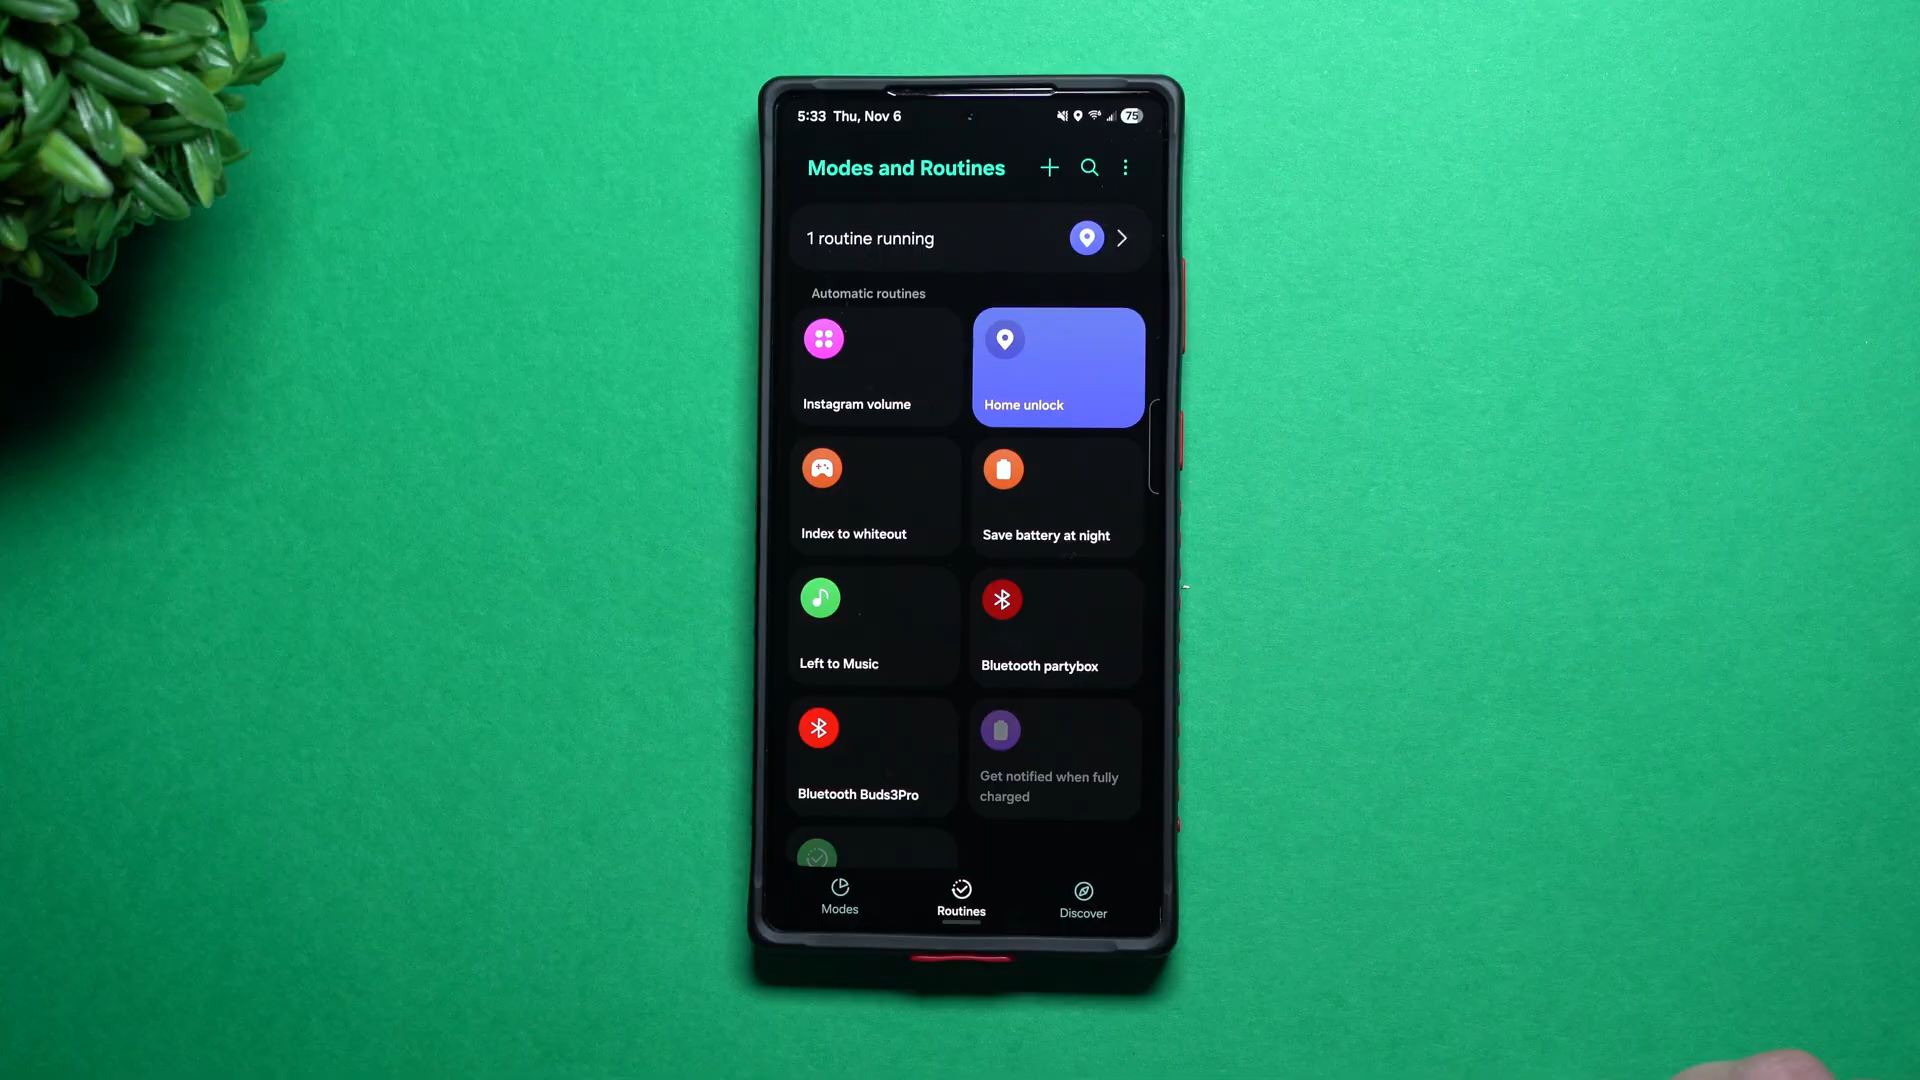 5:33 Thu, Nov 6
75
Modes and Routines
1 routine running
Automatic routines
Instagram volume
Home unlock
Index to whiteout
Save battery at night
Left to Music
Bluetooth partybox
Bluetooth Buds3Pro
Get notified when fully
charged
Modes
Routines
Discover